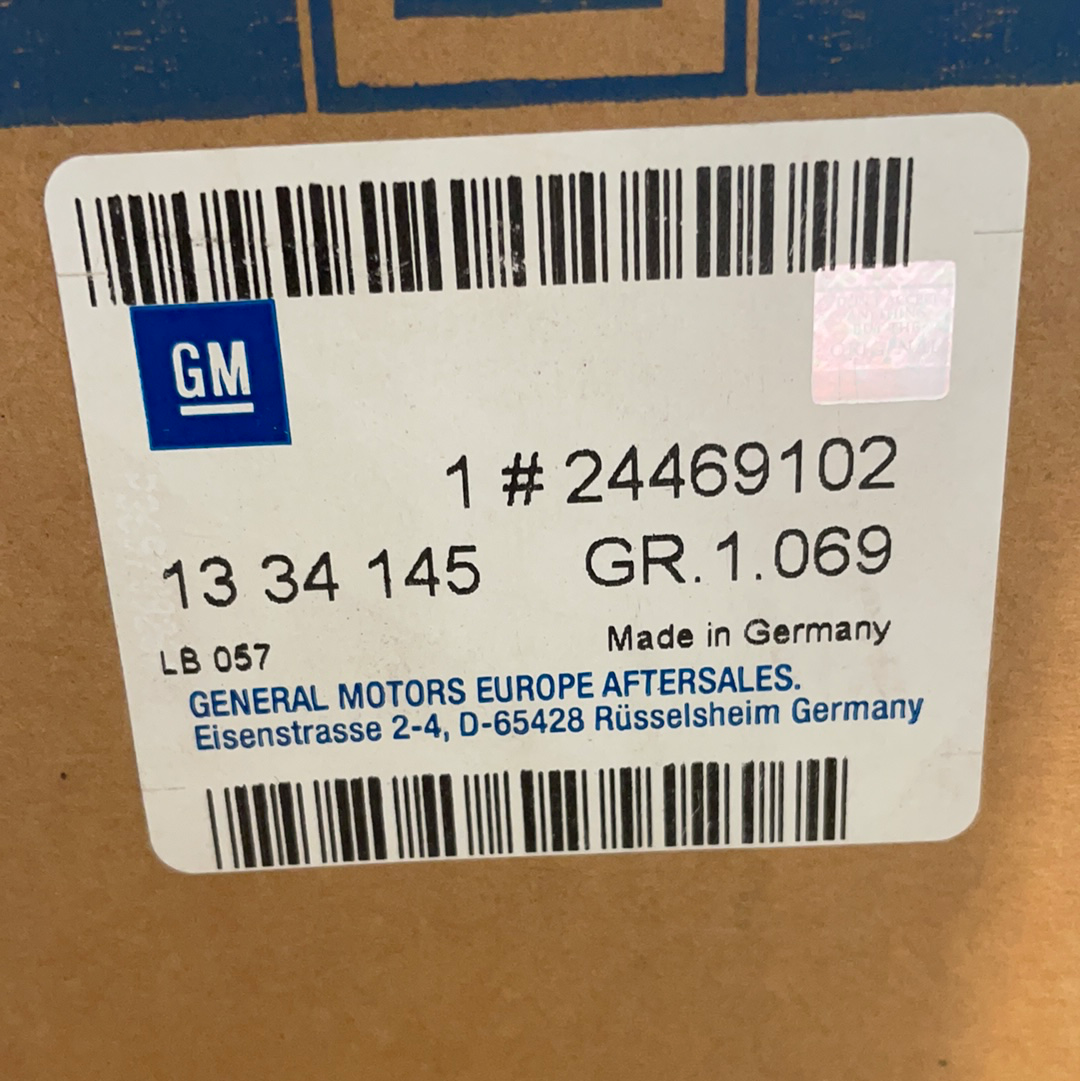 GM
1 # 24469102
13 34 145 GR.1.069
LB 057 Made in Germany
GENERAL MOTORS EUROPE AFTERSALES.
Eisenstrasse 2-4, D-65428 Rüsselsheim Germany